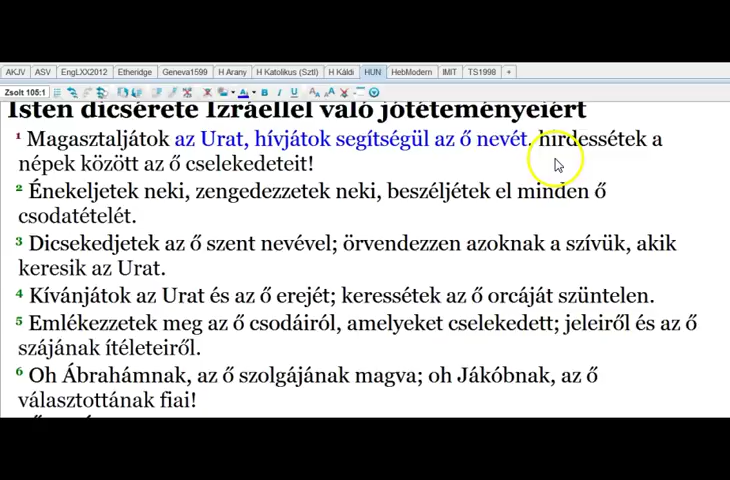 AKJV ASV EngLXX2012 Etheridge Geneva1599 H Arany H Katolikus (Sztl) H Káldi HUN HebModern IMIT TS1998 +
Zsolt 105:1 A B I U
Isten dicsérete Izráellel való jótéteményeiért
1 Magasztaljátok az Urat, hívjátok segítségül az ő nevét, hirdessétek a
népek között az ő cselekedeteit!
2 Énekeljetek neki, zengedezzetek neki, beszéljétek el minden ő
csodatételét.
3 Dicsekedjetek az ő szent nevével; örvendezzen azoknak a szívük, akik
keresik az Urat.
4 Kívánjátok az Urat és az ő erejét; keressétek az ő orcáját szüntelen.
5 Emlékezzetek meg az ő csodáiról, amelyeket cselekedett; jeleiről és az ő
szájának ítéleteiről.
6 Oh Ábrahámnak, az ő szolgájának magva; oh Jákóbnak, az ő
választottának fiai!